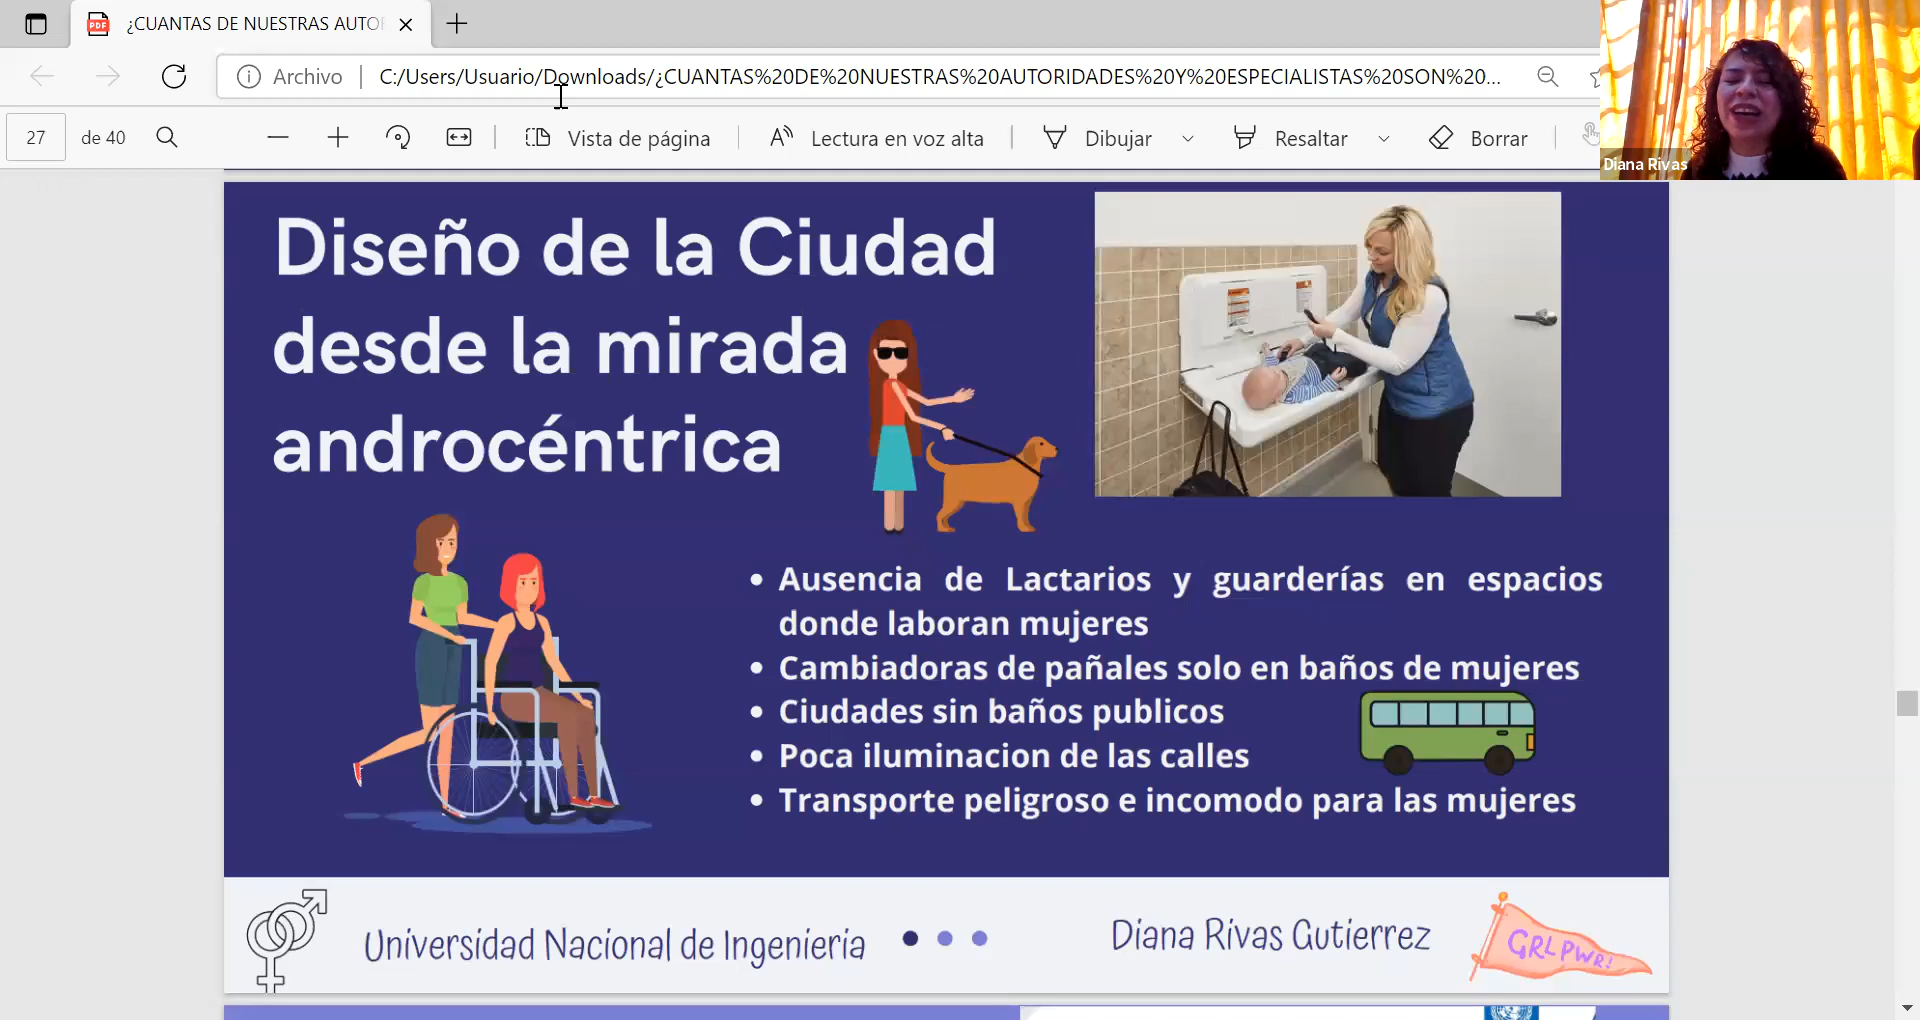 ¿CUANTAS DE NUESTRAS AUTO
Archivo
C:/Users/Usuario/Downloads/¿CUANTAS%20DE%20NUESTRAS%20AUTORIDADES%20Y%20ESPECIALISTAS%20SON%20...
27 de 40
Vista de página
Lectura en voz alta
Dibujar
Resaltar
Borrar
Diana Rivas
Diseño de la Ciudad
desde la mirada
androcéntrica
• Ausencia de Lactarios y guarderías en espacios
donde laboran mujeres
• Cambiadoras de pañales solo en baños de mujeres
• Ciudades sin baños publicos
• Poca iluminacion de las calles
• Transporte peligroso e incomodo para las mujeres
Universidad Nacional de Ingenieria
Diana Rivas Gutierrez
GRL PWR!